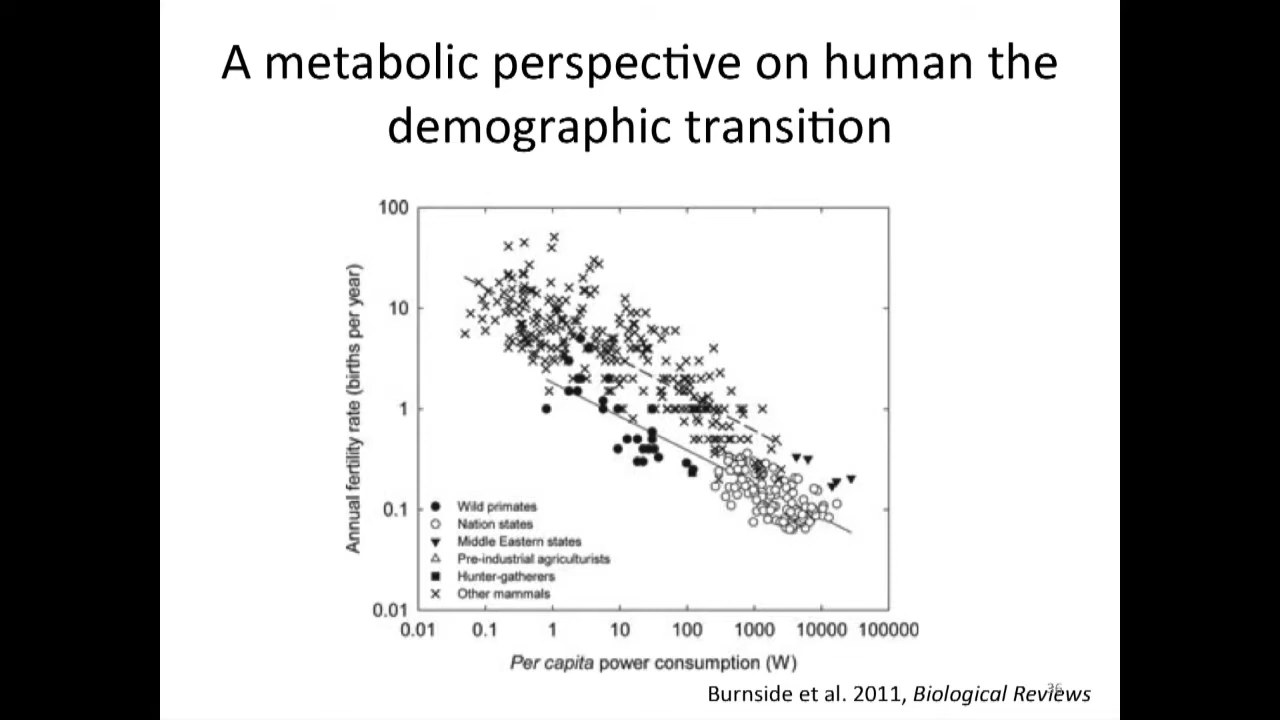 A metabolic perspective on human the
demographic transition
100
10
1
0.1
0.01
Annual fertility rate (births per year)
Wild primates
Nation states
Middle Eastern states
Pre-industrial agriculturists
Hunter-gatherers
Other mammals
0.01 0.1 1 10 100 1000 10000 100000
Per capita power consumption (W)
36
Burnside et al. 2011, Biological Reviews